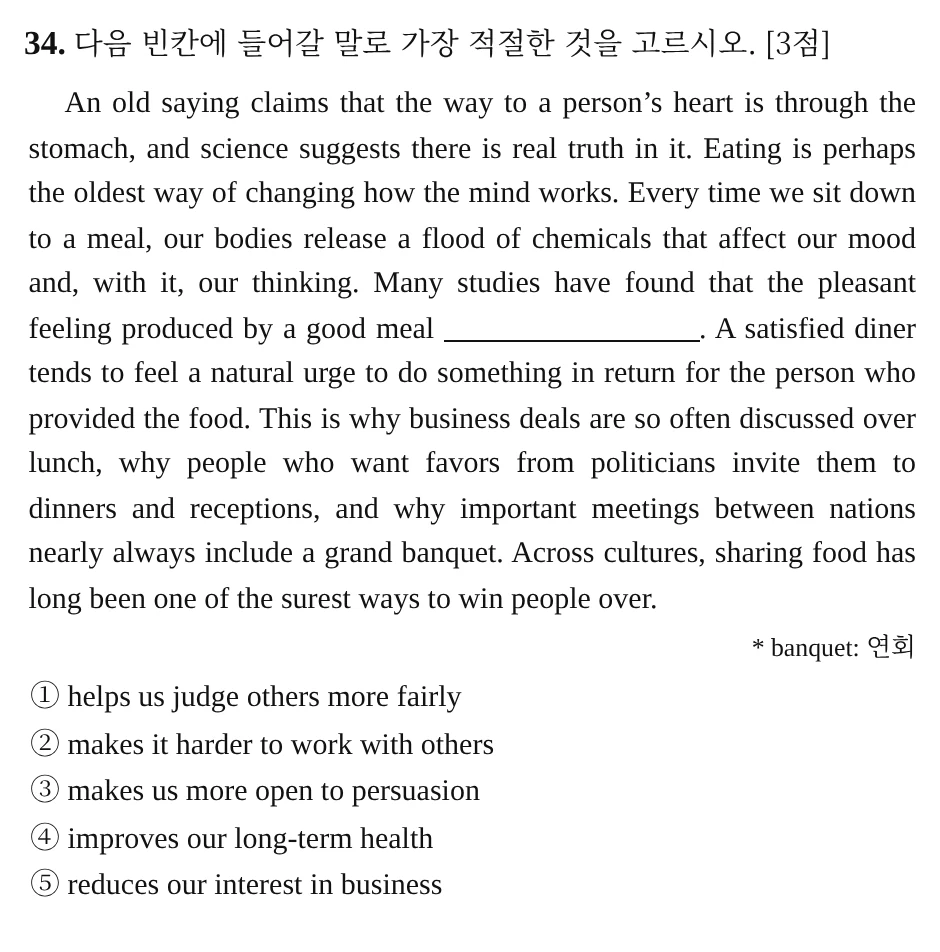 34. 다음 빈칸에 들어갈 말로 가장 적절한 것을 고르시오. [3점]
An old saying claims that the way to a person’s heart is through the
stomach, and science suggests there is real truth in it. Eating is perhaps
the oldest way of changing how the mind works. Every time we sit down
to a meal, our bodies release a flood of chemicals that affect our mood
and, with it, our thinking. Many studies have found that the pleasant
feeling produced by a good meal ________________. A satisfied diner
tends to feel a natural urge to do something in return for the person who
provided the food. This is why business deals are so often discussed over
lunch, why people who want favors from politicians invite them to
dinners and receptions, and why important meetings between nations
nearly always include a grand banquet. Across cultures, sharing food has
long been one of the surest ways to win people over.
* banquet: 연회
① helps us judge others more fairly
② makes it harder to work with others
③ makes us more open to persuasion
④ improves our long-term health
⑤ reduces our interest in business